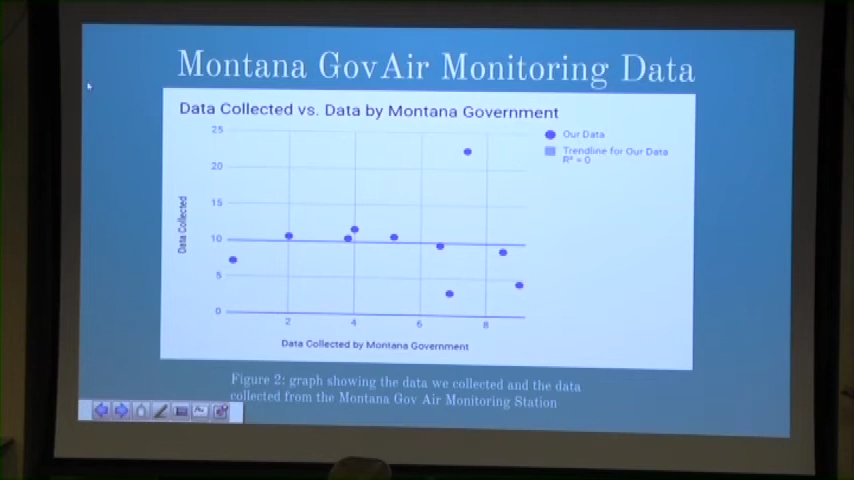 Montana GovAir Monitoring Data
Data Collected vs. Data by Montana Government
Our Data
Trendline for Our Data
R² = 0
25
20
15
10
5
0
Data Collected
2
4
6
8
Data Collected by Montana Government
Figure 2: graph showing the data we collected and the data
collected from the Montana Gov Air Monitoring Station